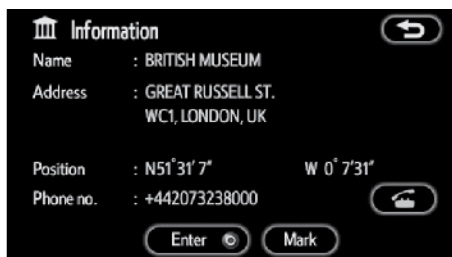 Information
Name : BRITISH MUSEUM
Address : GREAT RUSSELL ST.
WC1, LONDON, UK
Position : N51°31'7" W 0°7'31"
Phone no. : +442073238000
Enter Mark